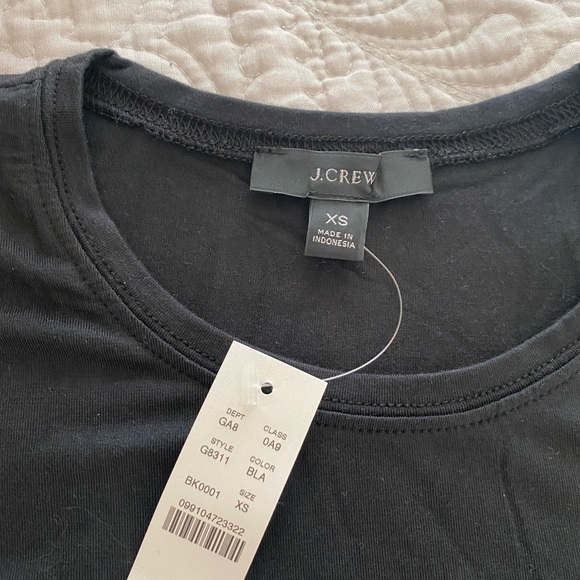 J.CREW
XS
MADE IN
INDONESIA
DEPT CLASS
GA8 0A9
STYLE COLOR
G8311 BLA
BK0001 SIZE
XS
099104723322